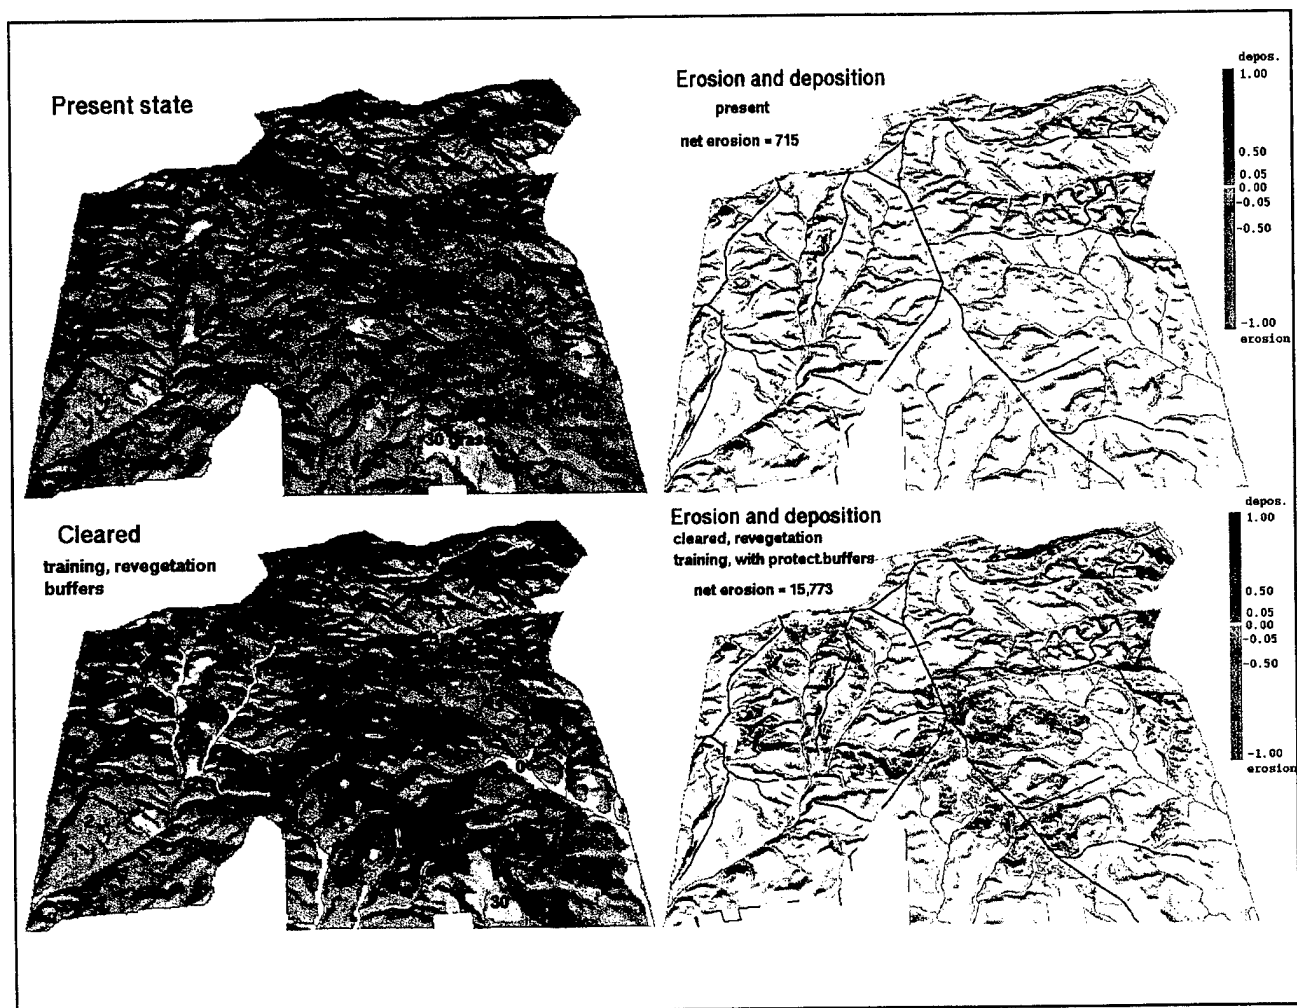 Present state
30 grass
Erosion and deposition
present
net erosion = 715
depos.
1.00
0.50
0.05
0.00
-0.05
-0.50
-1.00
erosion
Cleared
training, revegetation
buffers
0
30
Erosion and deposition
cleared, revegetation
training, with protect.buffers
net erosion = 15,773
depos.
1.00
0.50
0.05
0.00
-0.05
-0.50
-1.00
erosion